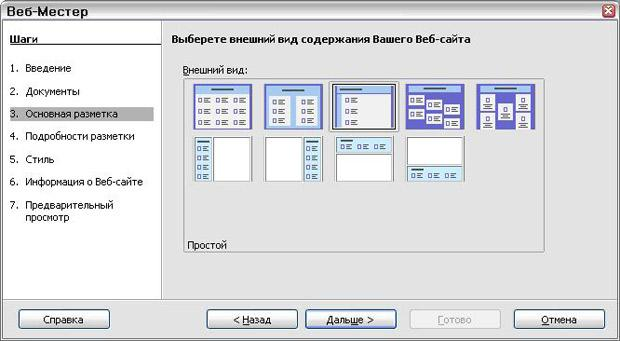 Веб-Мастер
Шаги
1. Введение
2. Документы
3. Основная разметка
4. Подробности разметки
5. Стиль
6. Информация о Веб-сайте
7. Предварительный
просмотр
Выберете внешний вид содержания Вашего Веб-сайта
Внешний вид:
Простой
Справка
< Назад
Дальше >
Готово
Отмена